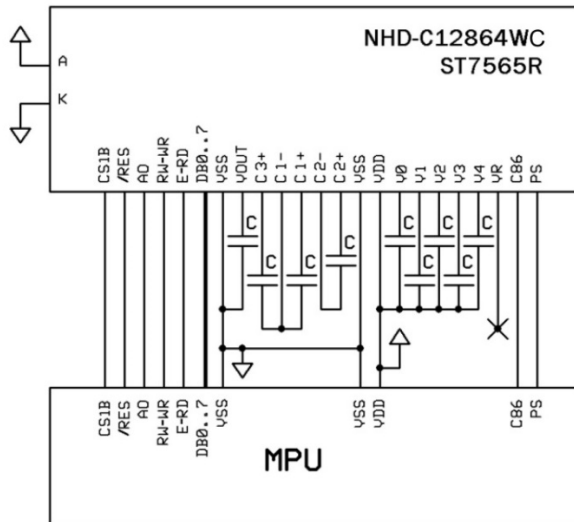 NHD-C12864WC
ST7565R
A
K
CS1B
/RES
A0
RW-WR
E-RD
DB0..7
VSS
VOUT
C3+
C1-
C1+
C2-
C2+
VSS
VDD
V0
V1
V2
V3
V4
VR
C86
PS
C
C
C
C
C
C
C
C
C
CS1B
/RES
A0
RW-WR
E-RD
DB0..7
VSS
VSS
VDD
C86
PS
MPU